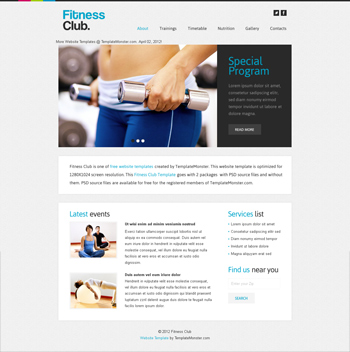 Fitness
Club.
About Trainings Timetable Nutrition Gallery Contacts
More Website Templates @ TemplateMonster.com. April 02, 2012!
Special
Program
Lorem ipsum dolor sit amet,
consectetur sadipscing elitr,
sed diam nonumy eirmod
tempor invidunt ut labore et
dolore magna.
READ MORE
Fitness Club is one of free website templates created by TemplateMonster. This website template is optimized for
1280X1024 screen resolution. This Fitness Club Template goes with 2 packages: with PSD source files and without
them. PSD source files are available for free for the registered members of TemplateMonster.com.
Latest events
Ut wisi enim ad minim veniamis nostrud
Exerci tation ullamcorper suscipit lobortis nisl ut
aliquip ex ea commodo consequat. Duis autem vel
eum iriure dolor in hendrerit in vulputate velit esse
molestie consequat, vel illum dolore eu feugiat nulla
facilisis at vero eros et accumsan et iusto odio
dignissim.
Duis autem vel eum iriure dolor
Hendrerit in vulputate velit esse molestie consequat,
vel illum dolore eu feugiat nulla facilisis at vero eros et
accumsan et iusto odio dignissim qui blandit praesent
luptatum zzril delenit augue duis dolore te feugait nulla
facilisi lorem ipsum dolor.
Services list
Lorem ipsum dolor sit amet
Consetetur sadipscing elitr
Diam nonumy eirmod tempor
Invidunt ut labore dolore
Magna aliquyam erat sed
Find us near you
SEARCH
© 2012 Fitness Club
Website Template by TemplateMonster.com